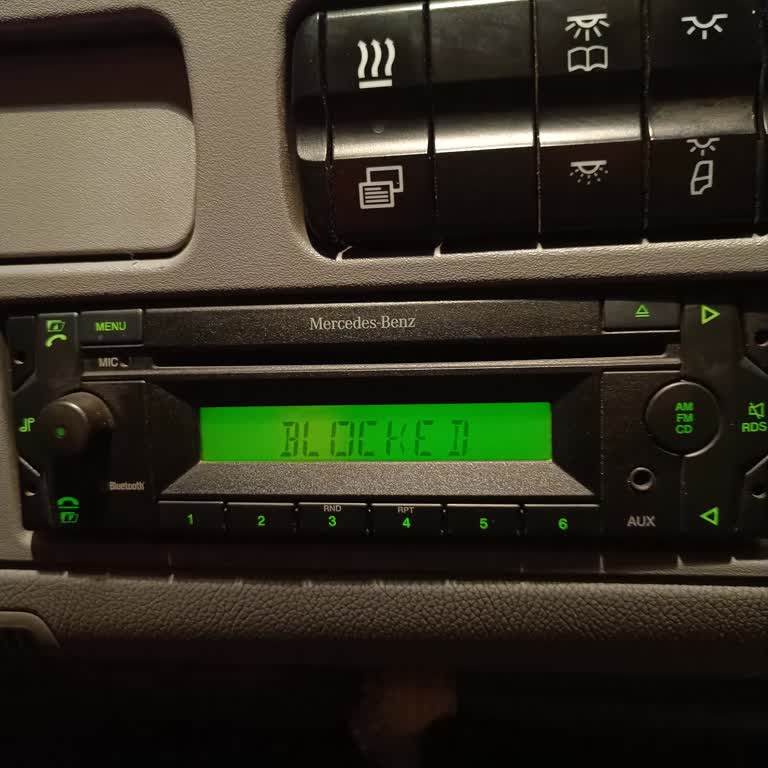 Mercedes-Benz
MENU
MIC
AM
FM
CD
RDS
BLOCKED
Bluetooth
1
2
RND
3
RPT
4
5
6
AUX